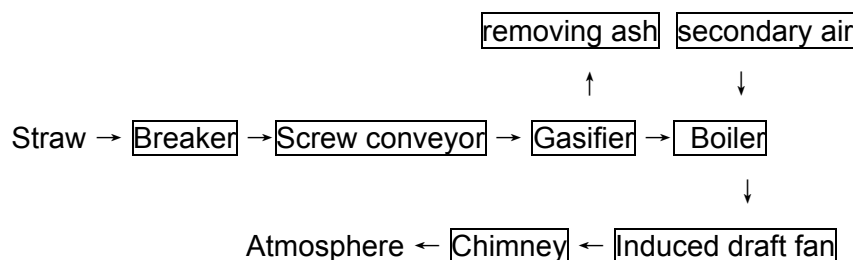 removing ash secondary air
↑ ↓
Straw → Breaker → Screw conveyor → Gasifier → Boiler
↓
Atmosphere ← Chimney ← Induced draft fan